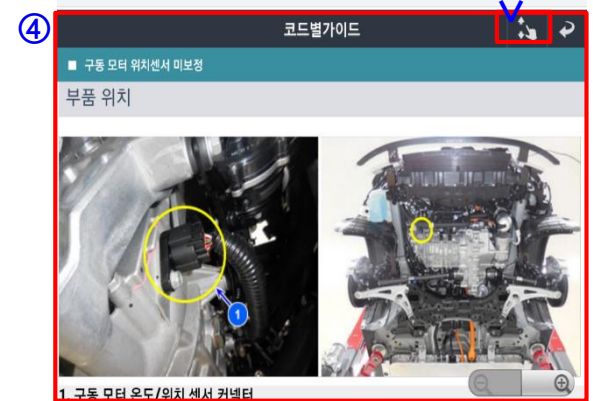 ④
코드별가이드
■ 구동 모터 위치센서 미보정
부품 위치
1
1. 구동 모터 온도/위치 센서 커넥터